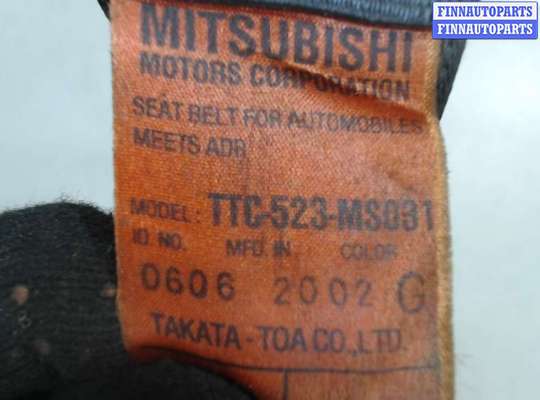 FINNAUTOPARTS
FINNAUTOPARTS
MITSUBISHI
MOTORS CORPORATION
SEAT BELT FOR AUTOMOBILES
MEETS ADR
MODEL: TTC-523-MS031
ID NO. MFD. IN COLOR
0606 2002 G
TAKATA-TOA CO., LTD.